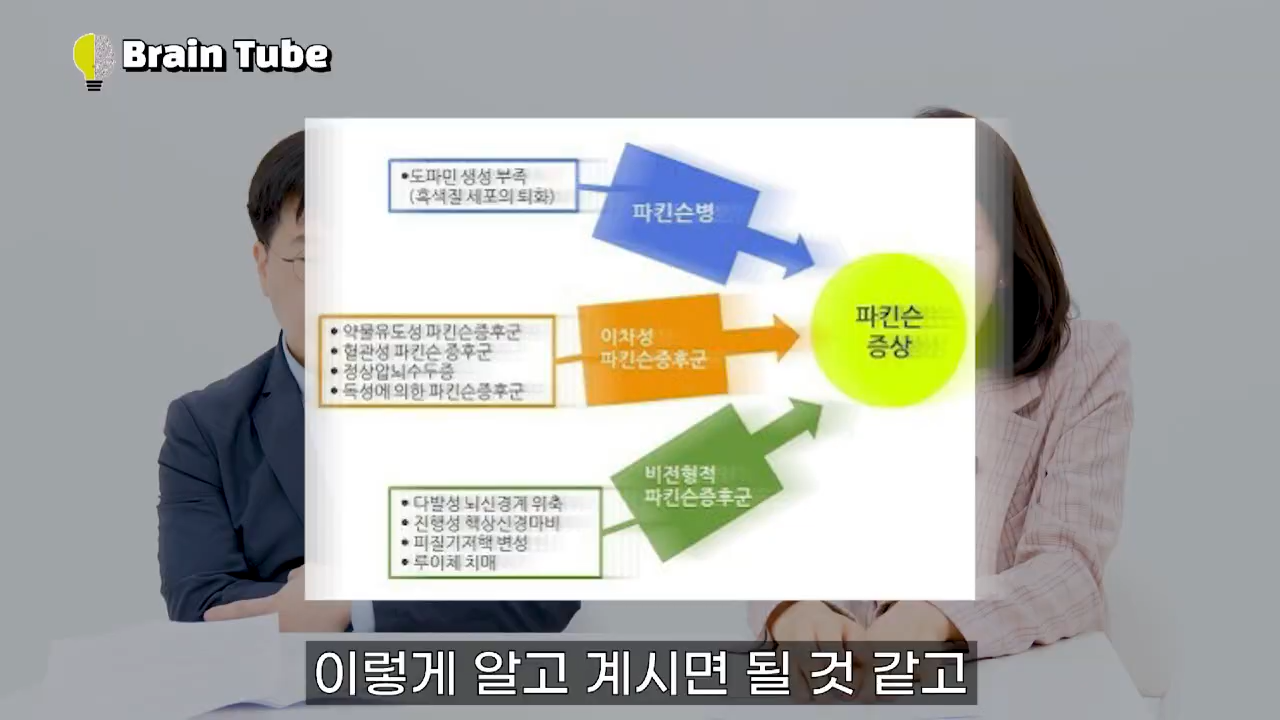 Brain Tube
•도파민 생성 부족
(흑색질 세포의 퇴화)
파킨슨병
• 약물유도성 파킨슨증후군
• 혈관성 파킨슨 증후군
• 정상압뇌수두증
• 독성에 의한 파킨슨증후군
이차성
파킨슨증후군
파킨슨
증상
• 다발성 뇌신경계 위축
• 진행성 핵상신경마비
• 피질기저핵 변성
• 루이체 치매
비전형적
파킨슨증후군
이렇게 알고 계시면 될 것 같고